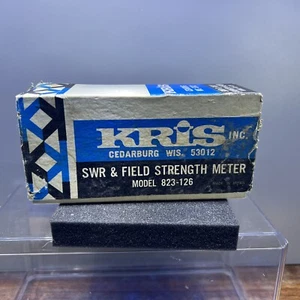 KRIS INC.
CEDARBURG WIS. 53012
SWR & FIELD STRENGTH METER
MODEL 823-126